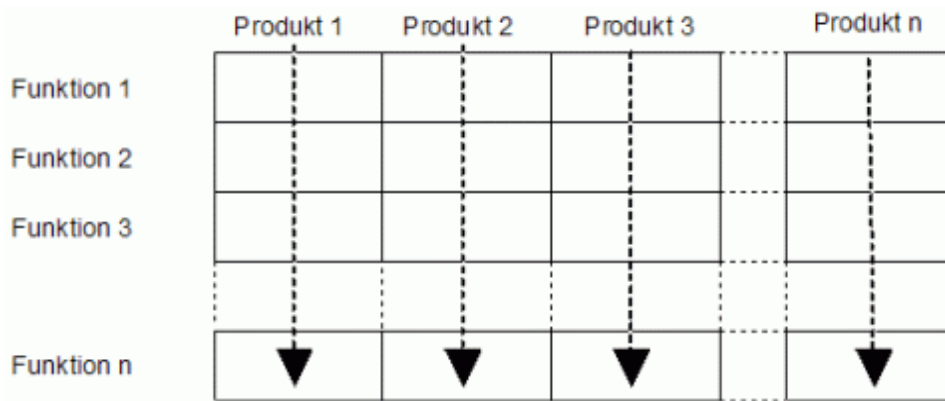 Produkt 1 Produkt 2 Produkt 3 Produkt n
Funktion 1
Funktion 2
Funktion 3
Funktion n